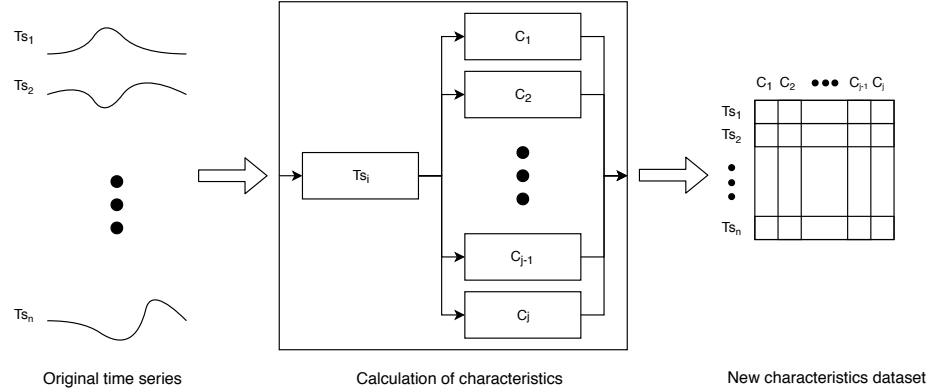 Ts₁
Ts₂
Tsₙ
Original time series
Tsᵢ
C₁
C₂
Cⱼ₋₁
Cⱼ
Calculation of characteristics
C₁ C₂ Cⱼ₋₁ Cⱼ
Ts₁
Ts₂
Tsₙ
New characteristics dataset